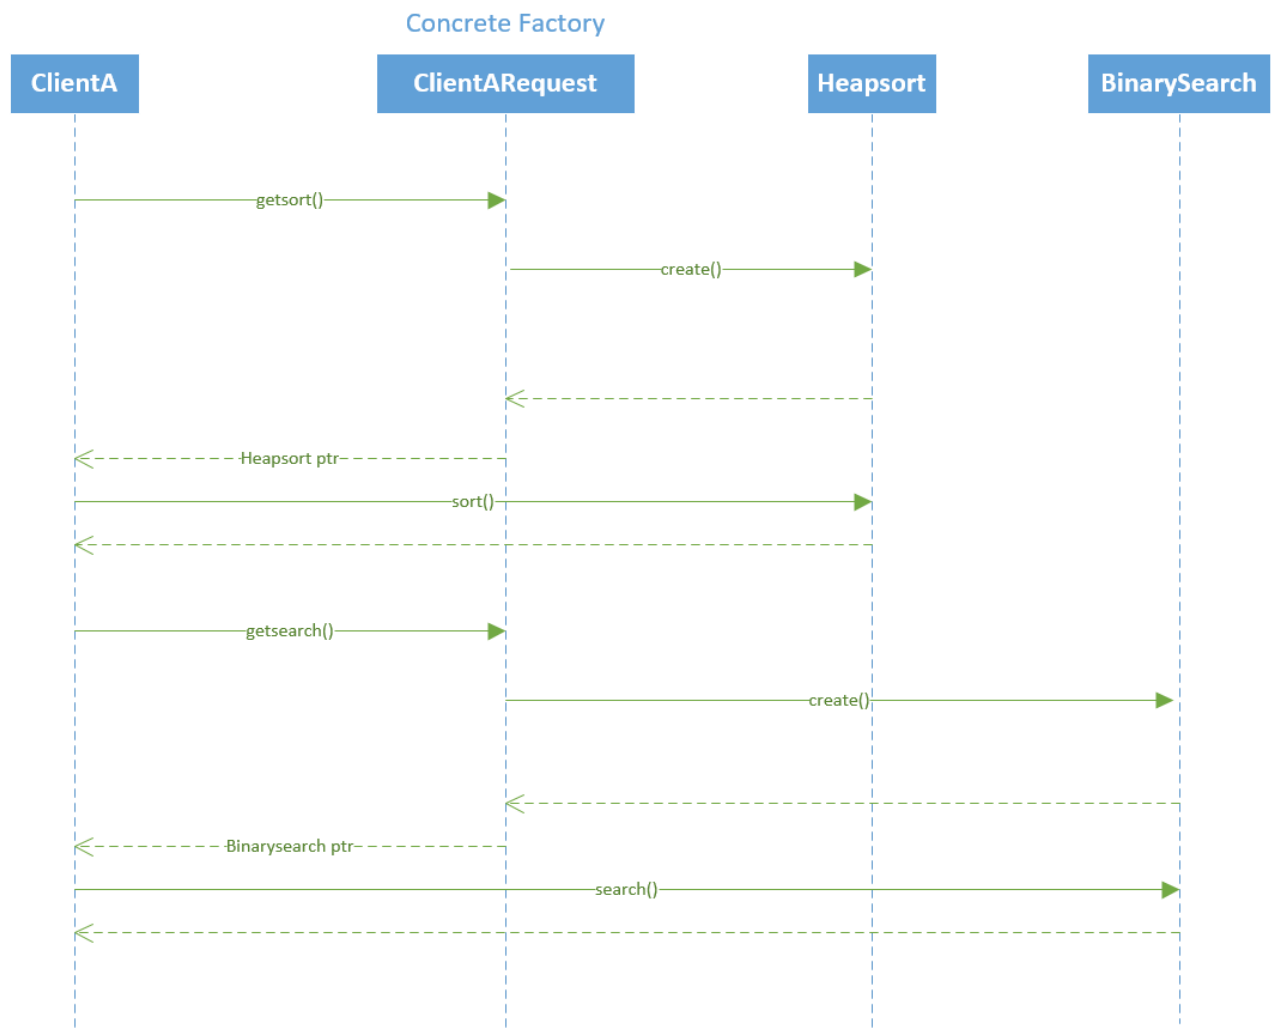 Concrete Factory
ClientA
ClientARequest
Heapsort
BinarySearch
getsort()
create()
Heapsort ptr
sort()
getsearch()
create()
Binarysearch ptr
search()